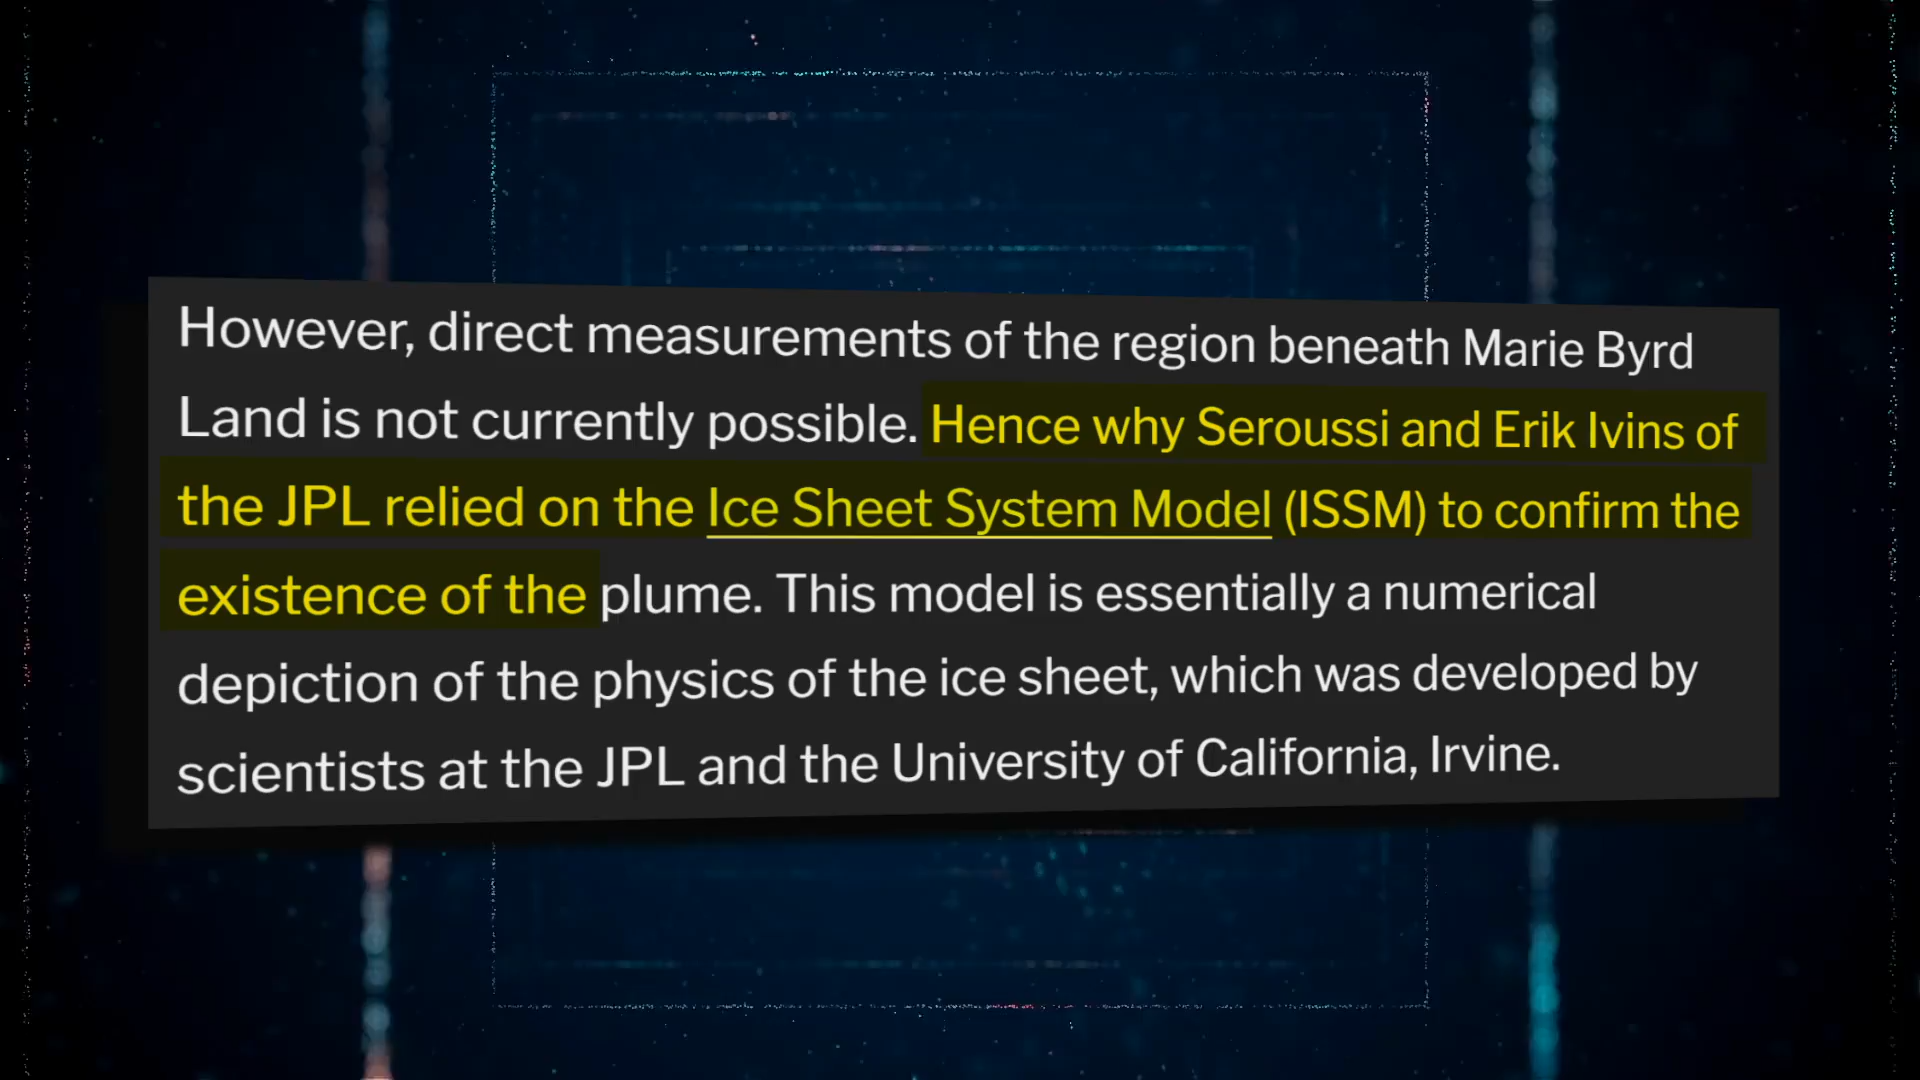 However, direct measurements of the region beneath Marie Byrd
Land is not currently possible. Hence why Seroussi and Erik Ivins of
the JPL relied on the Ice Sheet System Model (ISSM) to confirm the
existence of the plume. This model is essentially a numerical
depiction of the physics of the ice sheet, which was developed by
scientists at the JPL and the University of California, Irvine.